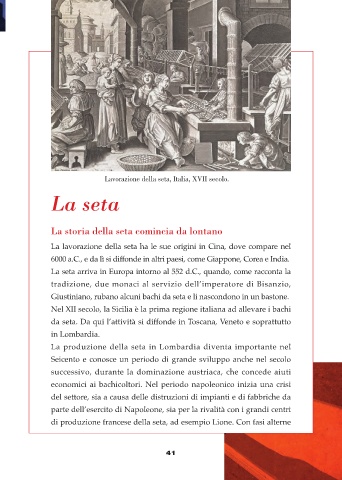 Lavorazione della seta, Italia, XVII secolo.
La seta
La storia della seta comincia da lontano
La lavorazione della seta ha le sue origini in Cina, dove compare nel
6000 a.C., e da lì si diffonde in altri paesi, come Giappone, Corea e India.
La seta arriva in Europa intorno al 552 d.C., quando, come racconta la
tradizione, due monaci al servizio dell'imperatore di Bisanzio,
Giustiniano, rubano alcuni bachi da seta e li nascondono in un bastone.
Nel XII secolo, la Sicilia è la prima regione italiana ad allevare i bachi
da seta. Da qui l'attività si diffonde in Toscana, Veneto e soprattutto
in Lombardia.
La produzione della seta in Lombardia diventa importante nel
Seicento e conosce un periodo di grande sviluppo anche nel secolo
successivo, durante la dominazione austriaca, che concede aiuti
economici ai bachicoltori. Nel periodo napoleonico inizia una crisi
del settore, sia a causa delle distruzioni di impianti e di fabbriche da
parte dell'esercito di Napoleone, sia per la rivalità con i grandi centri
di produzione francese della seta, ad esempio Lione. Con fasi alterne
41